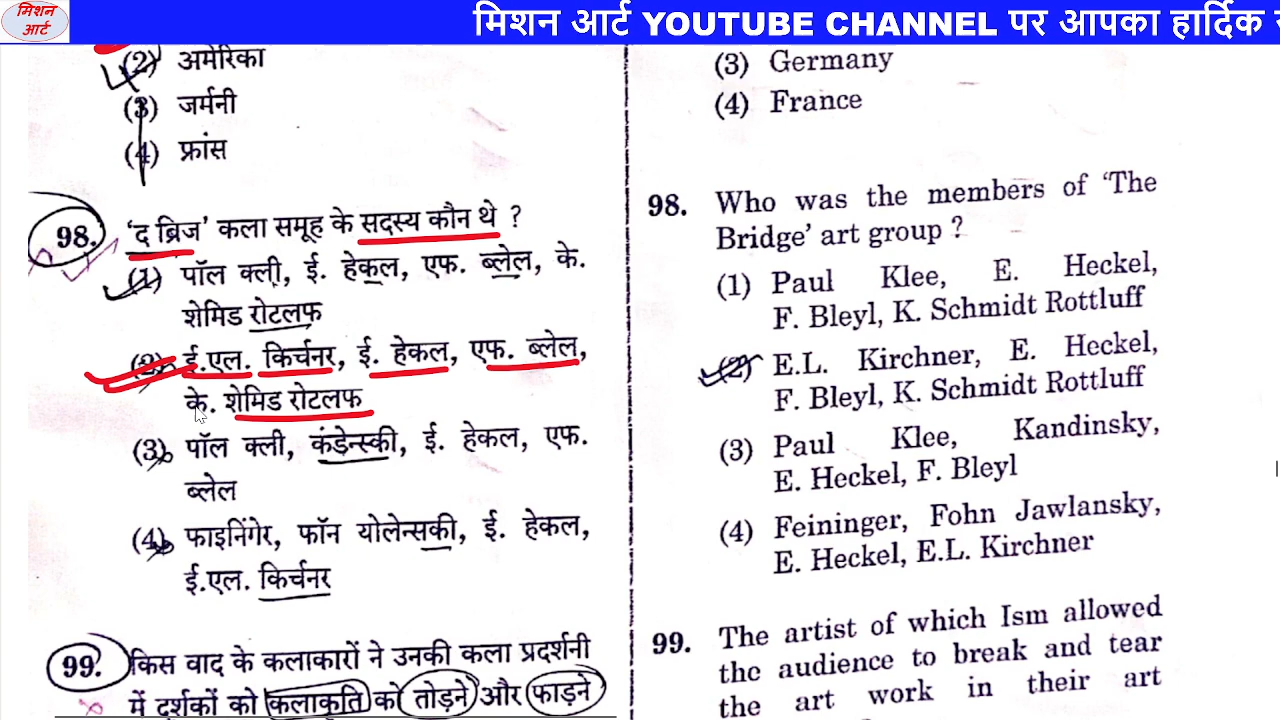 मिशन
आर्ट
मिशन आर्ट YOUTUBE CHANNEL पर आपका हार्दिक
(2) अमेरिका
(3) जर्मनी
(4) फ्रांस
98. 'द ब्रिज' कला समूह के सदस्य कौन थे ?
(1) पॉल क्ली, ई. हेकल, एफ. ब्लेल, के.
शेमिड रोटलफ
(2) ई.एल. किर्चनर, ई. हेकल, एफ. ब्लेल,
के. शेमिड रोटलफ
(3) पॉल क्ली, कंडेन्स्की, ई. हेकल, एफ.
ब्लेल
(4) फाइनिंगेर, फॉन योलेन्सकी, ई. हेकल,
ई.एल. किर्चनर
99. किस वाद के कलाकारों ने उनकी कला प्रदर्शनी
में दर्शकों को कलाकृति को तोड़ने और फाड़ने
(3) Germany
(4) France
98. Who was the members of 'The
Bridge' art group ?
(1) Paul Klee, E. Heckel,
F. Bleyl, K. Schmidt Rottluff
(2) E.L. Kirchner, E. Heckel,
F. Bleyl, K. Schmidt Rottluff
(3) Paul Klee, Kandinsky,
E. Heckel, F. Bleyl
(4) Feininger, Fohn Jawlansky,
E. Heckel, E.L. Kirchner
99. The artist of which Ism allowed
the audience to break and tear
the art work in their art